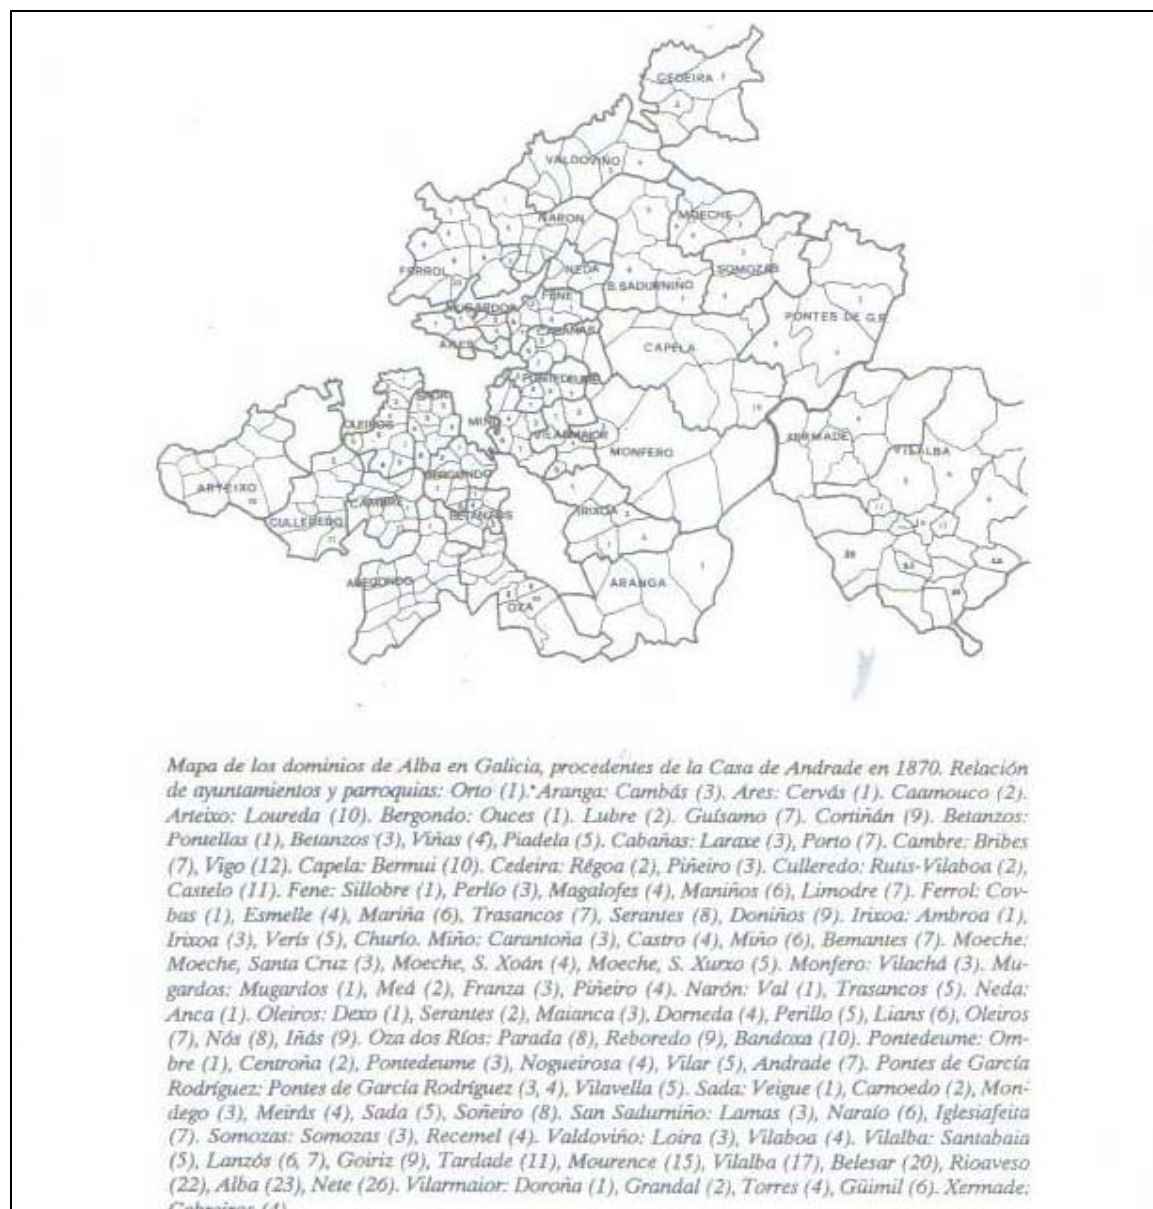 CEDEIRA
VALDOVIÑO
NARON
MOECHE
FERROL
NEDA
SOMOZAS
S. SADURNIÑO
FENE
MUGARDOS
PONTES DE G.R
CABANAS
ARES
CAPELA
PONTEDEUME
SADA
OLEIROS
MIÑO
VILARMAIOR
MONFERO
XERMADE
VILALBA
BERGONDO
ARTEIXO
CAMBRE
CULLEREDO
BETANZOS
IRIXOA
ABEGONDO
ARANGA
OZA
Mapa de los dominios de Alba en Galicia, procedentes de la Casa de Andrade en 1870. Relación
de ayuntamientos y parroquias: Orto (1). Aranga: Cambás (3). Ares: Cervás (1). Caamouco (2).
Arteixo: Loureda (10). Bergondo: Ouces (1). Lubre (2). Guísamo (7). Cortiñán (9). Betanzos:
Pontellas (1), Betanzos (3), Viñas (4), Piadela (5). Cabañas: Laraxe (3), Porto (7). Cambre: Bribes
(7), Vigo (12). Capela: Bermui (10). Cedeira: Régoa (2), Piñeiro (3). Culleredo: Rutis-Vilaboa (2),
Castelo (11). Fene: Sillobre (1), Perlío (3), Magalofes (4), Maniños (6), Limodre (7). Ferrol: Cov-
bas (1), Esmelle (4), Mariña (6), Trasancos (7), Serantes (8), Doniños (9). Irixoa: Ambroa (1),
Irixoa (3), Verís (5), Churío. Miño: Carantoña (3), Castro (4), Miño (6), Bemantes (7). Moeche:
Moeche, Santa Cruz (3), Moeche, S. Xoán (4), Moeche, S. Xurxo (5). Monfero: Vilachá (3). Mu-
gardos: Mugardos (1), Meá (2), Franza (3), Piñeiro (4). Narón: Val (1), Trasancos (5). Neda:
Anca (1). Oleiros: Dexo (1), Serantes (2), Maianca (3), Dorneda (4), Perillo (5), Lians (6), Oleiros
(7), Nós (8), Iñás (9). Oza dos Ríos: Parada (8), Reboredo (9), Bandoxa (10). Pontedeume: Om-
bre (1), Centroña (2), Pontedeume (3), Nogueirosa (4), Vilar (5), Andrade (7). Pontes de García
Rodríguez: Pontes de García Rodríguez (3, 4), Vilavella (5). Sada: Veigue (1), Carnoedo (2), Mon-
dego (3), Meirás (4), Sada (5), Soñeiro (8). San Sadurniño: Lamas (3), Naraío (6), Iglesiafeita
(7). Somozas: Somozas (3), Recemel (4). Valdoviño: Loira (3), Vilaboa (4). Vilalba: Santabaia
(5), Lanzós (6, 7), Goiriz (9), Tardade (11), Mourence (15), Vilalba (17), Belesar (20), Rioaveso
(22), Alba (23), Nete (26). Vilarmaior: Doroña (1), Grandal (2), Torres (4), Güimil (6). Xermade: